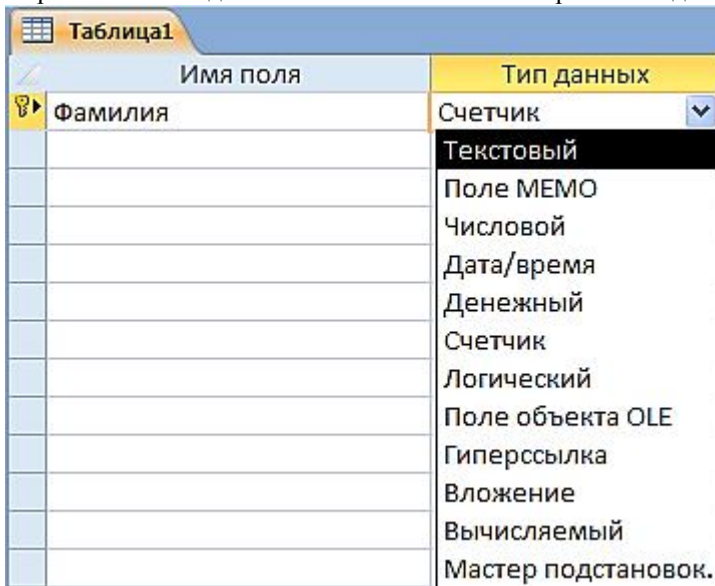 Таблица1
Имя поля Тип данных
Фамилия Счетчик
Текстовый
Поле МЕМО
Числовой
Дата/время
Денежный
Счетчик
Логический
Поле объекта OLE
Гиперссылка
Вложение
Вычисляемый
Мастер подстановок.